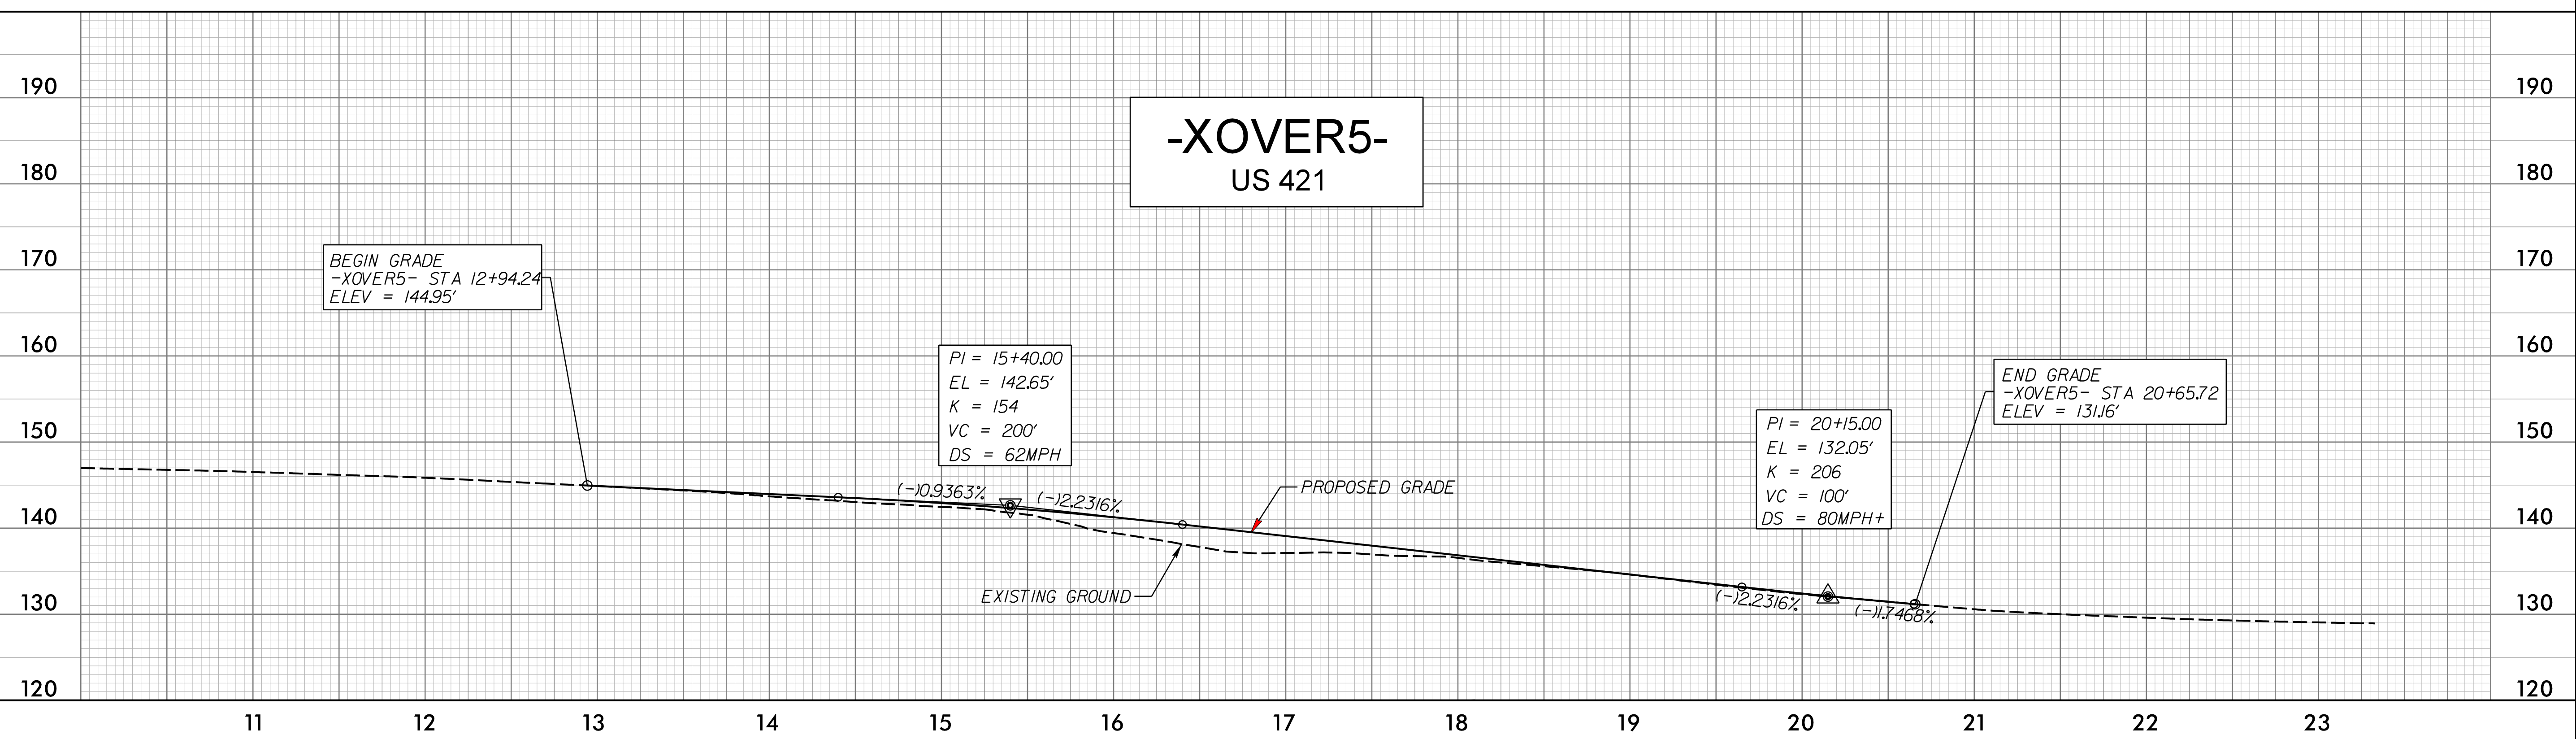 190
190
-XOVER5-
US 421
180
180
170
170
BEGIN GRADE
-XOVER5- STA 12+94.24
ELEV = 144.95'
160
160
PI = 15+40.00
EL = 142.65'
K = 154
VC = 200'
DS = 62MPH
END GRADE
-XOVER5- STA 20+65.72
ELEV = 131.16'
PI = 20+15.00
EL = 132.05'
K = 206
VC = 100'
DS = 80MPH+
150
150
(-)0.9363%
(-)2.2316%
PROPOSED GRADE
140
140
EXISTING GROUND
(-)2.2316%
(-)1.7468%
130
130
120
120
11 12 13 14 15 16 17 18 19 20 21 22 23